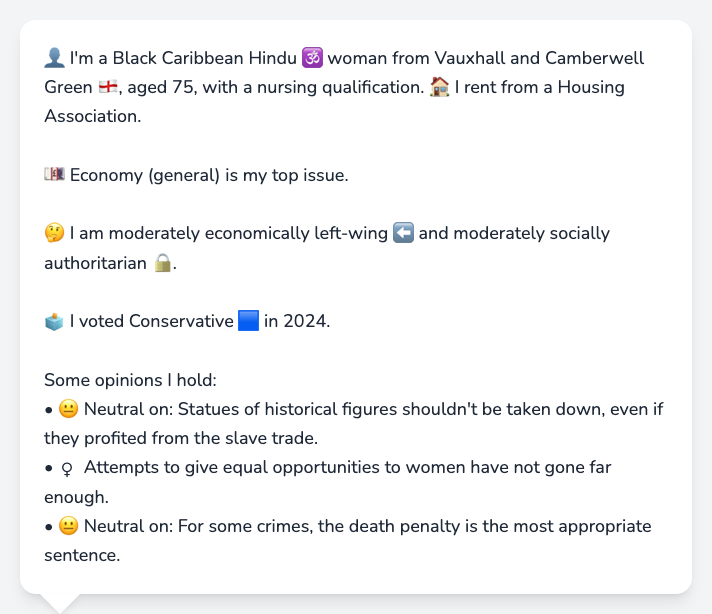 👤 I'm a Black Caribbean Hindu 🕉️ woman from Vauxhall and Camberwell
Green 🏴󠁧󠁢󠁥󠁮󠁧󠁿, aged 75, with a nursing qualification. 🏠 I rent from a Housing
Association.
💷 Economy (general) is my top issue.
🤔 I am moderately economically left-wing ⬅️ and moderately socially
authoritarian 🔒.
🗳️ I voted Conservative 🟦 in 2024.
Some opinions I hold:
• 😐 Neutral on: Statues of historical figures shouldn't be taken down, even if
they profited from the slave trade.
• ♀ Attempts to give equal opportunities to women have not gone far
enough.
• 😐 Neutral on: For some crimes, the death penalty is the most appropriate
sentence.